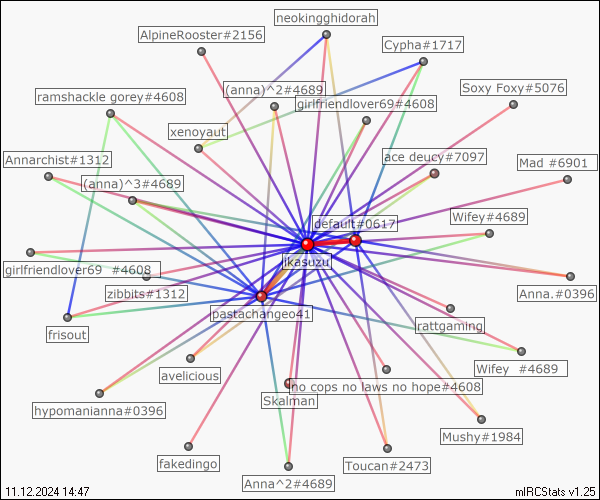 neokingghidorah
AlpineRooster#2156
Cypha#1717
(anna)^2#4689
Soxy Foxy#5076
ramshackle gorey#4608
girlfriendlover69#4608
xenoyaut
Annarchist#1312
ace deucy#7097
Mad #6901
(anna)^3#4689
default#0617
Wifey#4689
ikasuzu
girlfriendlover69 #4608
zibbits#1312
Anna.#0396
pastachangeo41
frisout
rattgaming
avelicious
Wifey #4689
no cops no laws no hope#4608
Skalman
hypomanianna#0396
Mushy#1984
fakedingo
Toucan#2473
Anna^2#4689
11.12.2024 14:47
mIRCStats v1.25